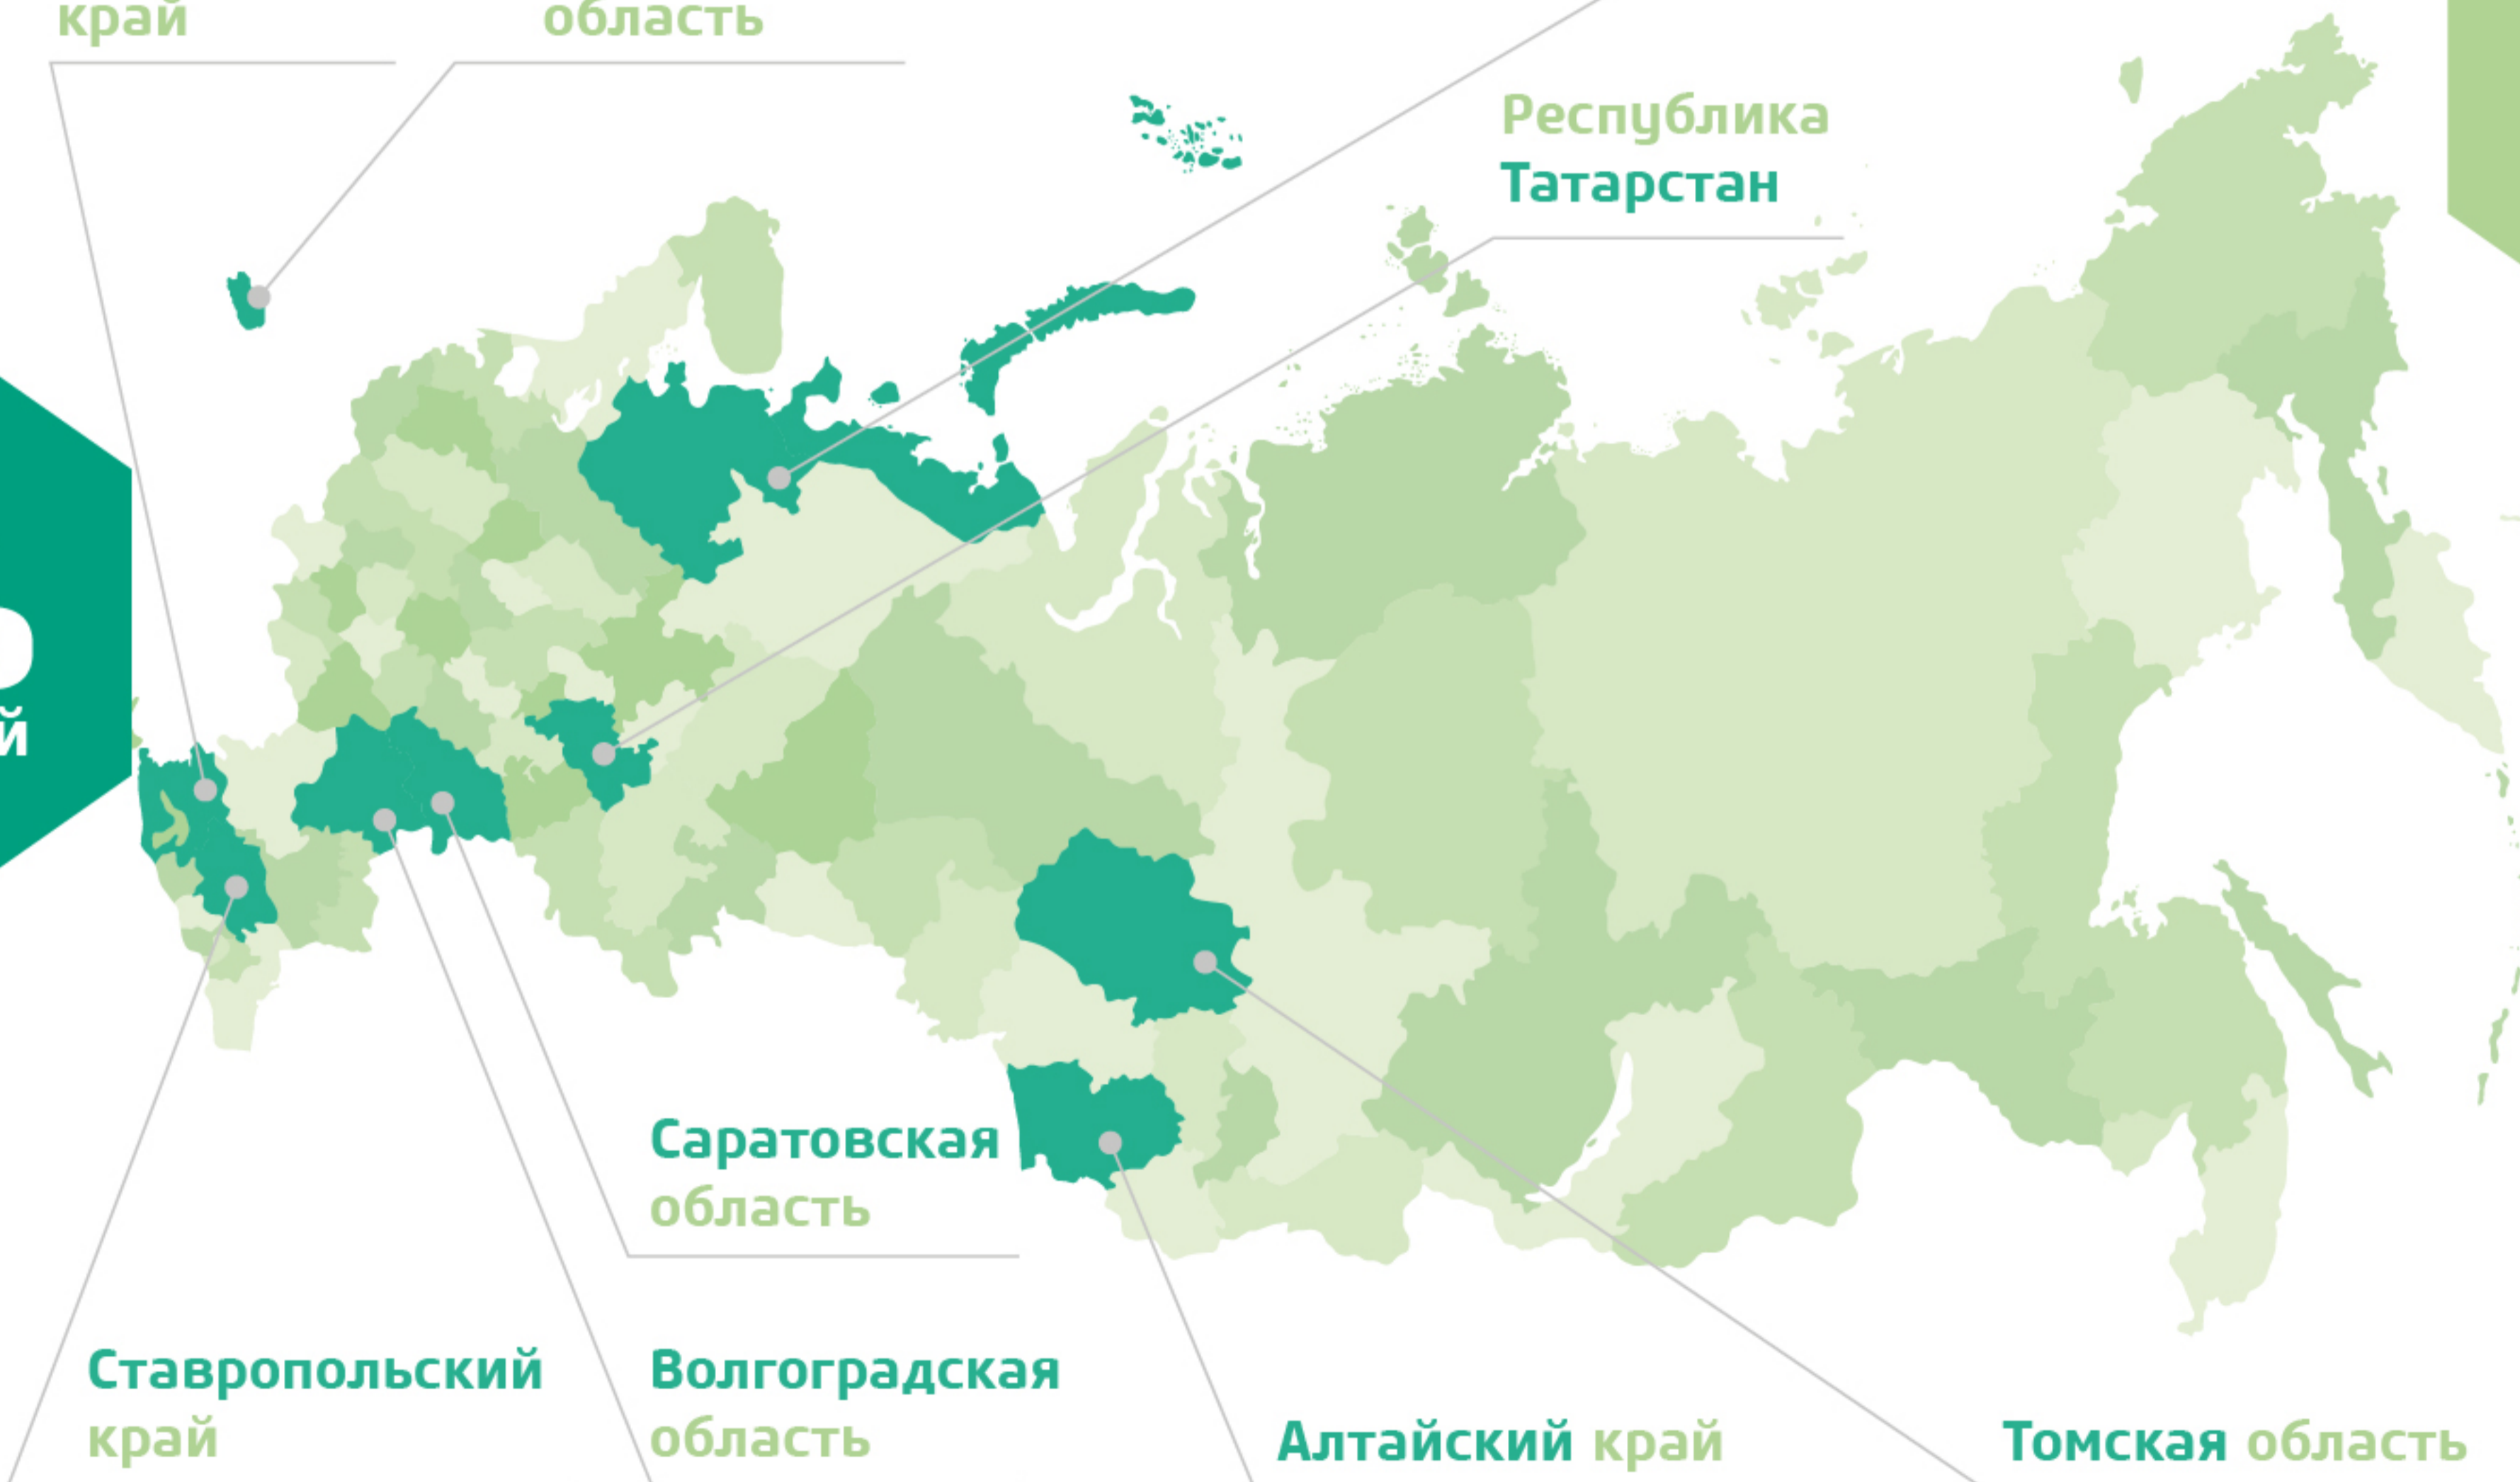 край
область
Республика
Татарстан
й
Саратовская
область
Ставропольский
край
Волгоградская
область
Алтайский край
Томская область